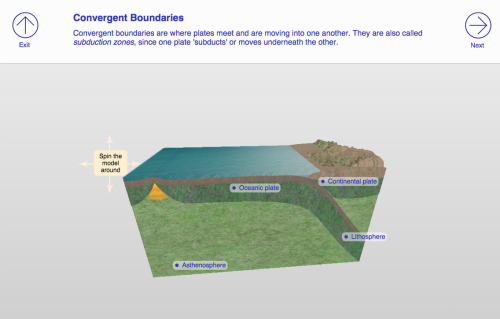 Convergent Boundaries
Convergent boundaries are where plates meet and are moving into one another. They are also called
subduction zones, since one plate 'subducts' or moves underneath the other.
Exit
Next
Spin the
model
around
Oceanic plate
Continental plate
Lithosphere
Asthenosphere